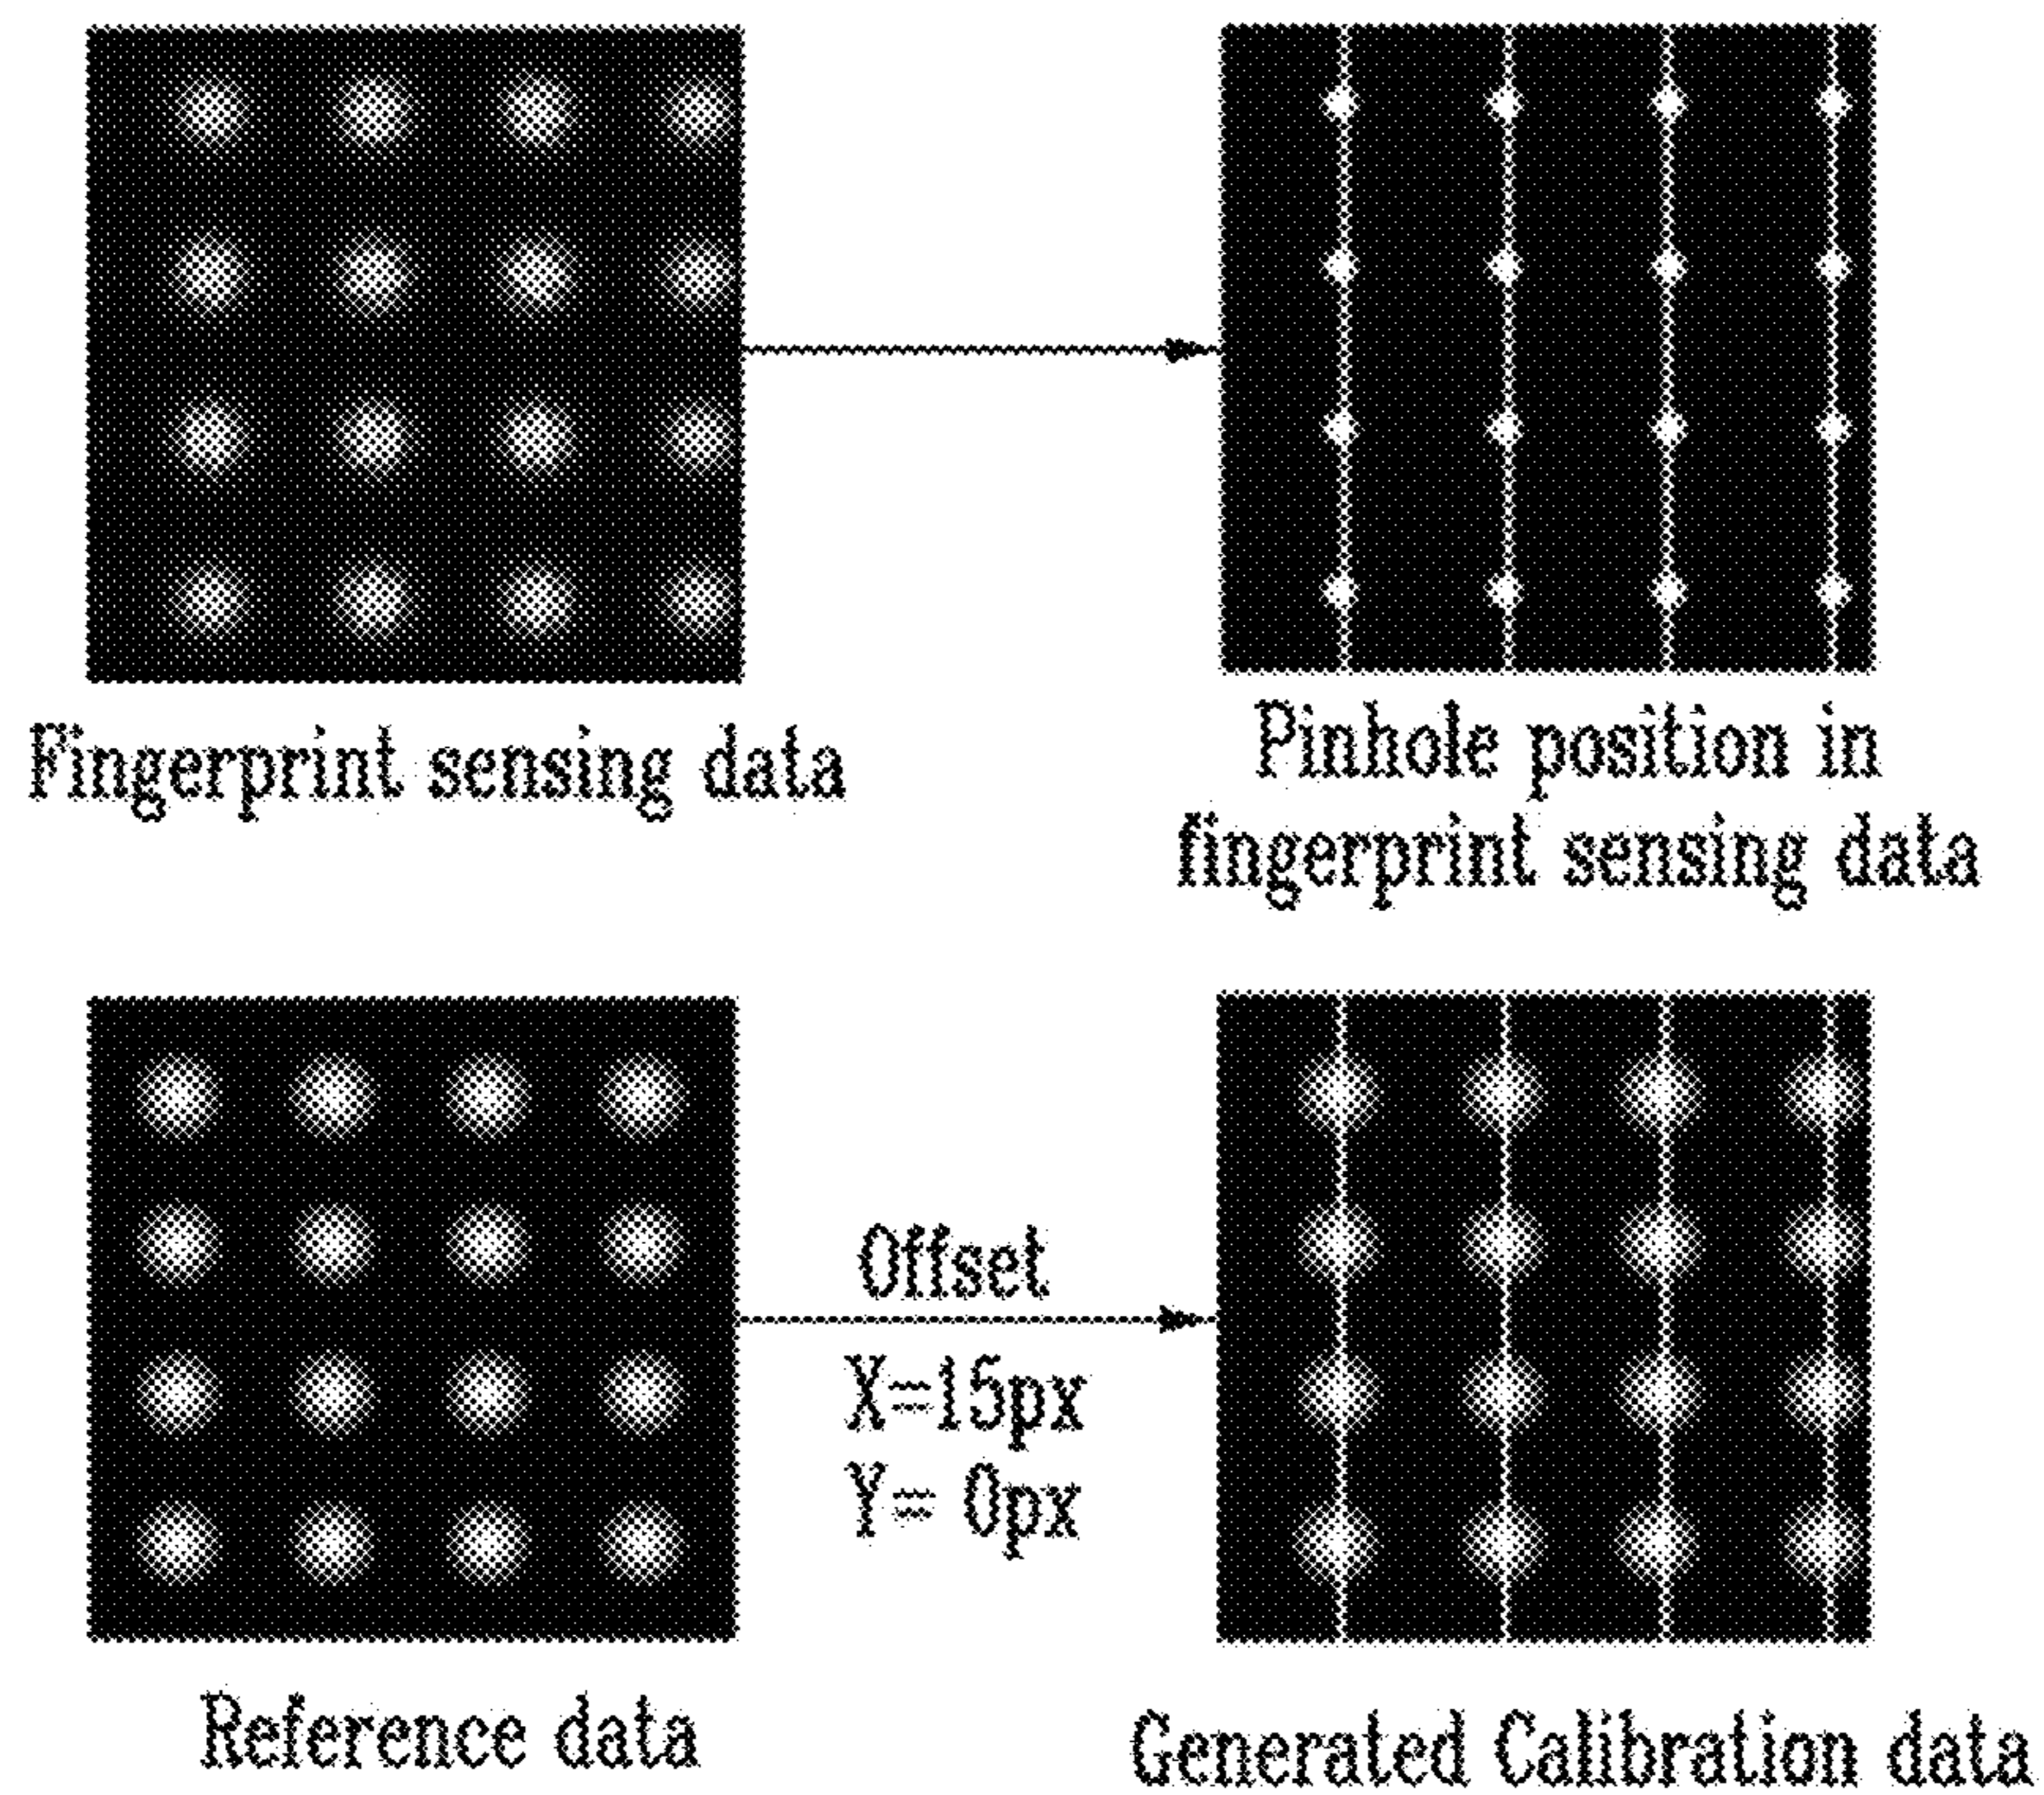 Fingerprint sensing data
Pinhole position in
fingerprint sensing data
Offset
X=15px
Y= 0px
Reference data
Generated Calibration data